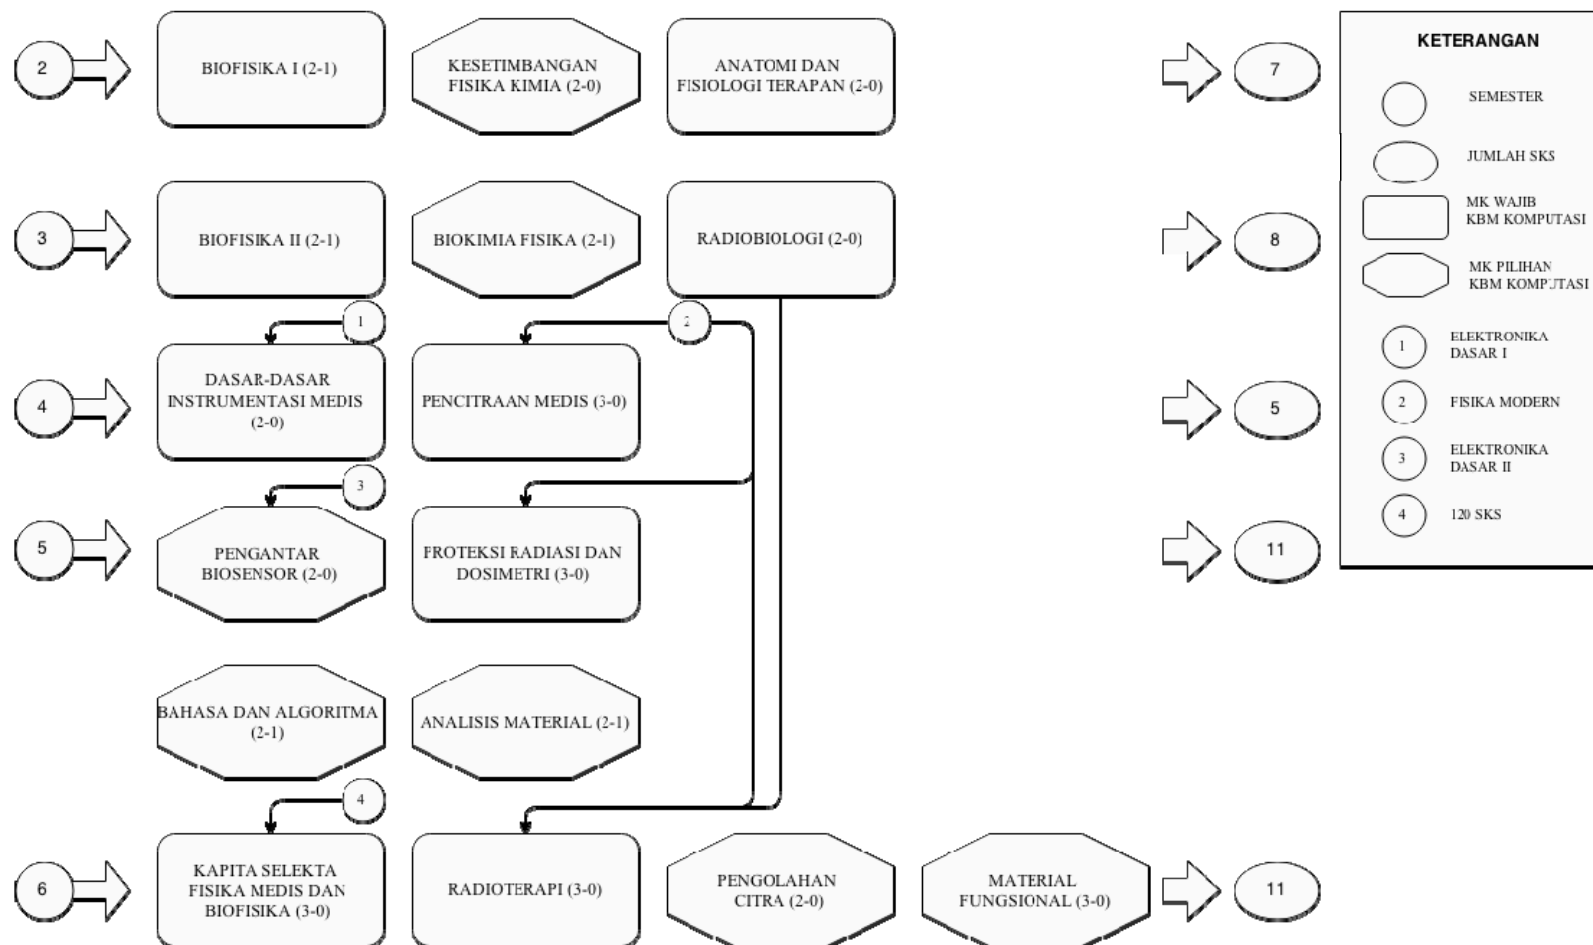 2
BIOFISIKA I (2-1)
KESETIMBANGAN
FISIKA KIMIA (2-0)
ANATOMI DAN
FISIOLOGI TERAPAN (2-0)
7
3
BIOFISIKA II (2-1)
BIOKIMIA FISIKA (2-1)
RADIOBIOLOGI (2-0)
8
1
2
4
DASAR-DASAR
INSTRUMENTASI MEDIS
(2-0)
PENCITRAAN MEDIS (3-0)
5
3
5
PENGANTAR
BIOSENSOR (2-0)
PROTEKSI RADIASI DAN
DOSIMETRI (3-0)
11
BAHASA DAN ALGORITMA
(2-1)
ANALISIS MATERIAL (2-1)
4
6
KAPITA SELEKTA
FISIKA MEDIS DAN
BIOFISIKA (3-0)
RADIOTERAPI (3-0)
PENGOLAHAN
CITRA (2-0)
MATERIAL
FUNGSIONAL (3-0)
11
KETERANGAN
SEMESTER
JUMLAH SKS
MK WAJIB
KBM KOMPUTASI
MK PILIHAN
KBM KOMPUTASI
1
ELEKTRONIKA
DASAR I
2
FISIKA MODERN
3
ELEKTRONIKA
DASAR II
4
120 SKS